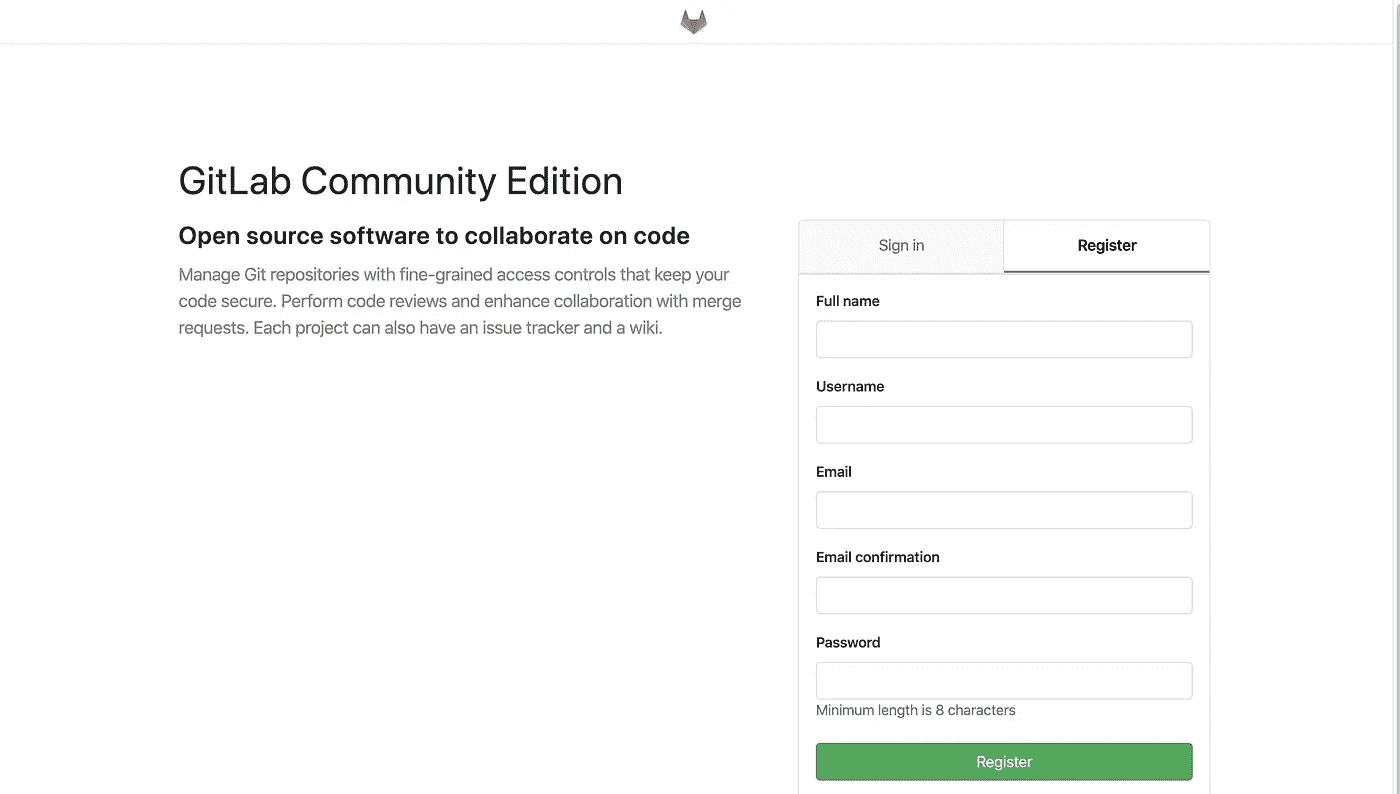 GitLab Community Edition
Open source software to collaborate on code
Manage Git repositories with fine-grained access controls that keep your
code secure. Perform code reviews and enhance collaboration with merge
requests. Each project can also have an issue tracker and a wiki.
Sign in
Register
Full name
Username
Email
Email confirmation
Password
Minimum length is 8 characters
Register